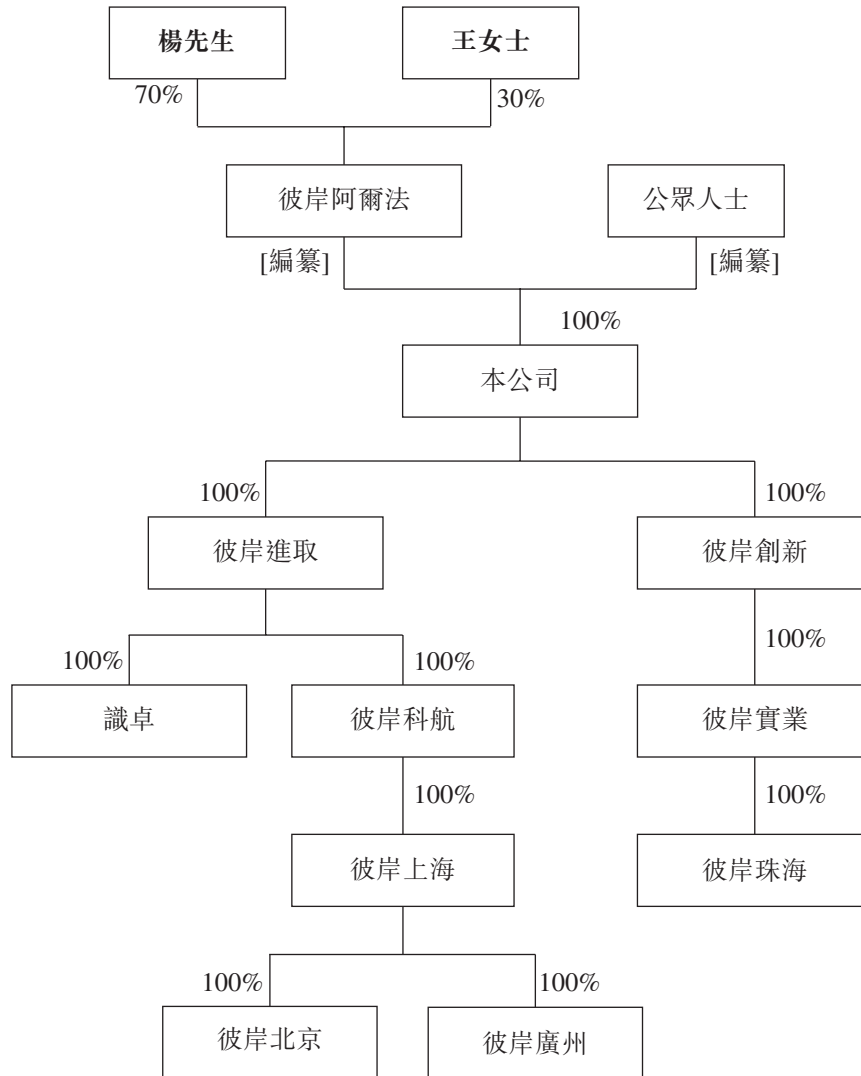 楊先生
王女士
70%
30%
彼岸阿爾法
公眾人士
[編纂]
[編纂]
100%
本公司
100%
100%
彼岸進取
彼岸創新
100%
100%
100%
識卓
彼岸科航
彼岸實業
100%
100%
彼岸上海
彼岸珠海
100%
100%
彼岸北京
彼岸廣州